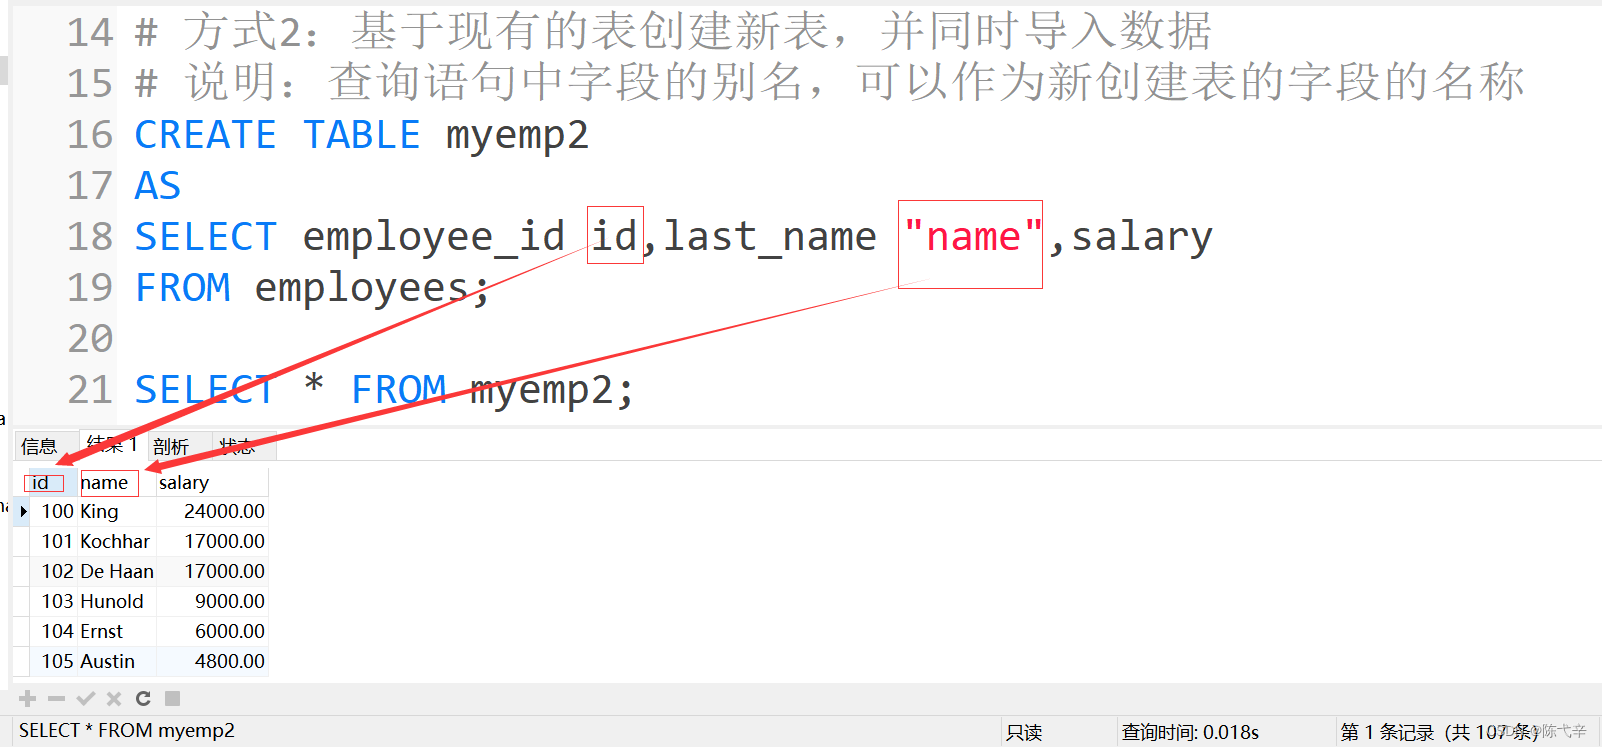 14 # 方式2：基于现有的表创建新表，并同时导入数据
15 # 说明：查询语句中字段的别名，可以作为新创建表的字段的名称
16 CREATE TABLE myemp2
17 AS
18 SELECT employee_id id,last_name "name",salary
19 FROM employees;
20
21 SELECT * FROM myemp2;
信息 结果 1 剖析 状态
id name salary
100 King 24000.00
101 Kochhar 17000.00
102 De Haan 17000.00
103 Hunold 9000.00
104 Ernst 6000.00
105 Austin 4800.00
SELECT * FROM myemp2 只读 查询时间: 0.018s 第 1 条记录 (共 107 条)
CSDN @陈弋辛